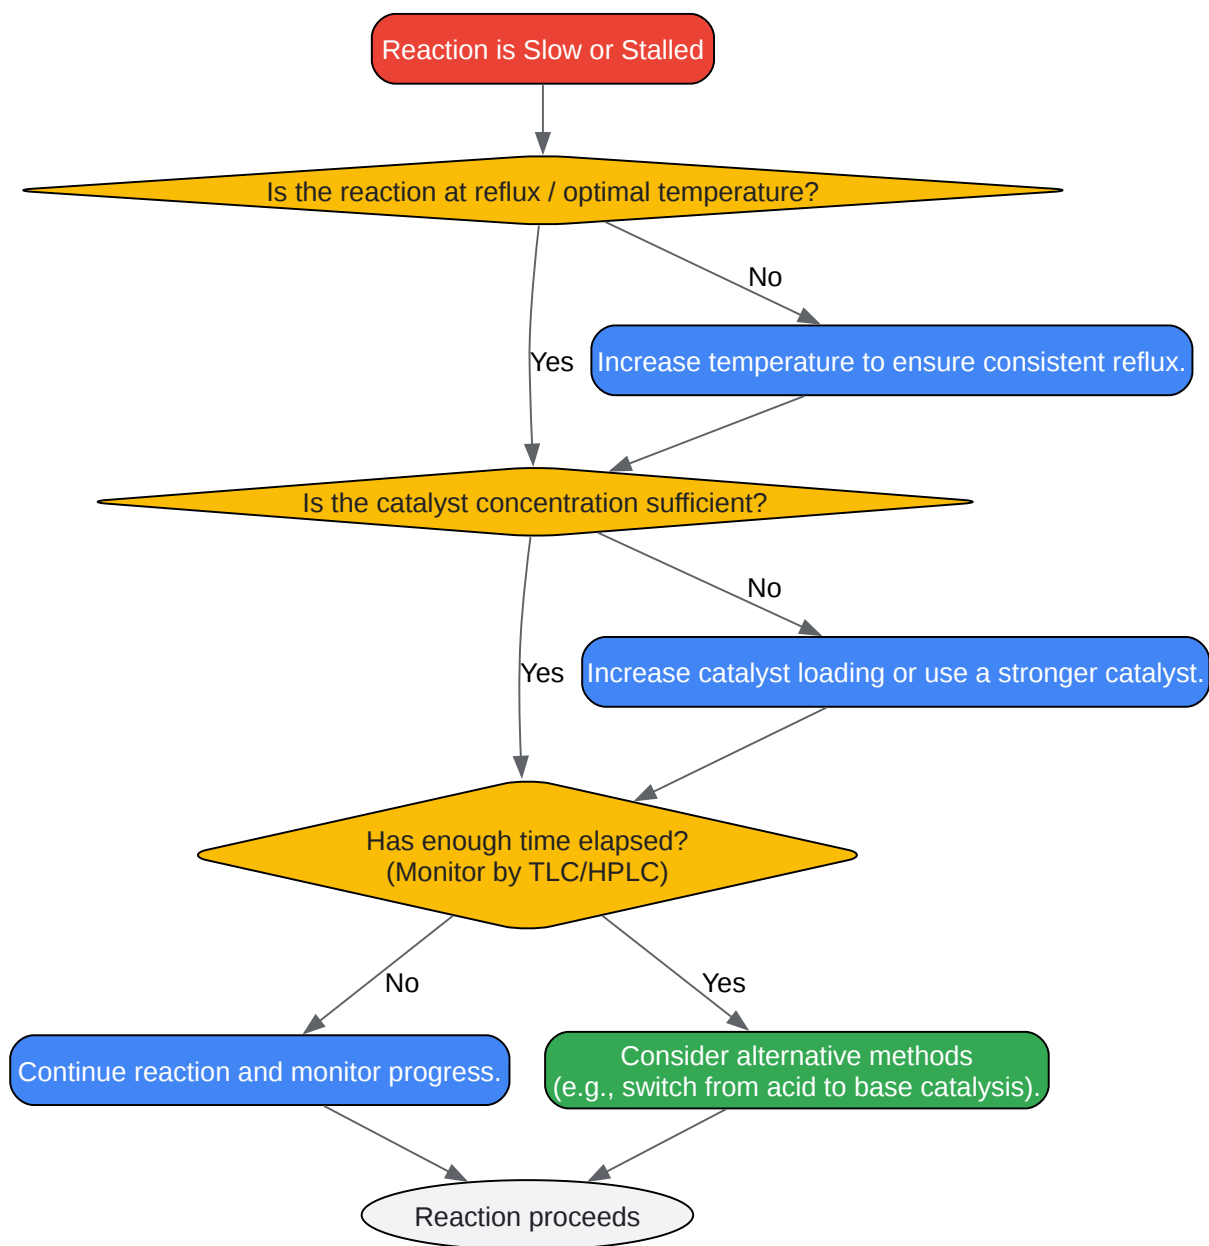 Reaction is Slow or Stalled
Is the reaction at reflux / optimal temperature?
No
Yes
Increase temperature to ensure consistent reflux.
Is the catalyst concentration sufficient?
No
Yes
Increase catalyst loading or use a stronger catalyst.
Has enough time elapsed?
(Monitor by TLC/HPLC)
No
Yes
Continue reaction and monitor progress.
Consider alternative methods
(e.g., switch from acid to base catalysis).
Reaction proceeds